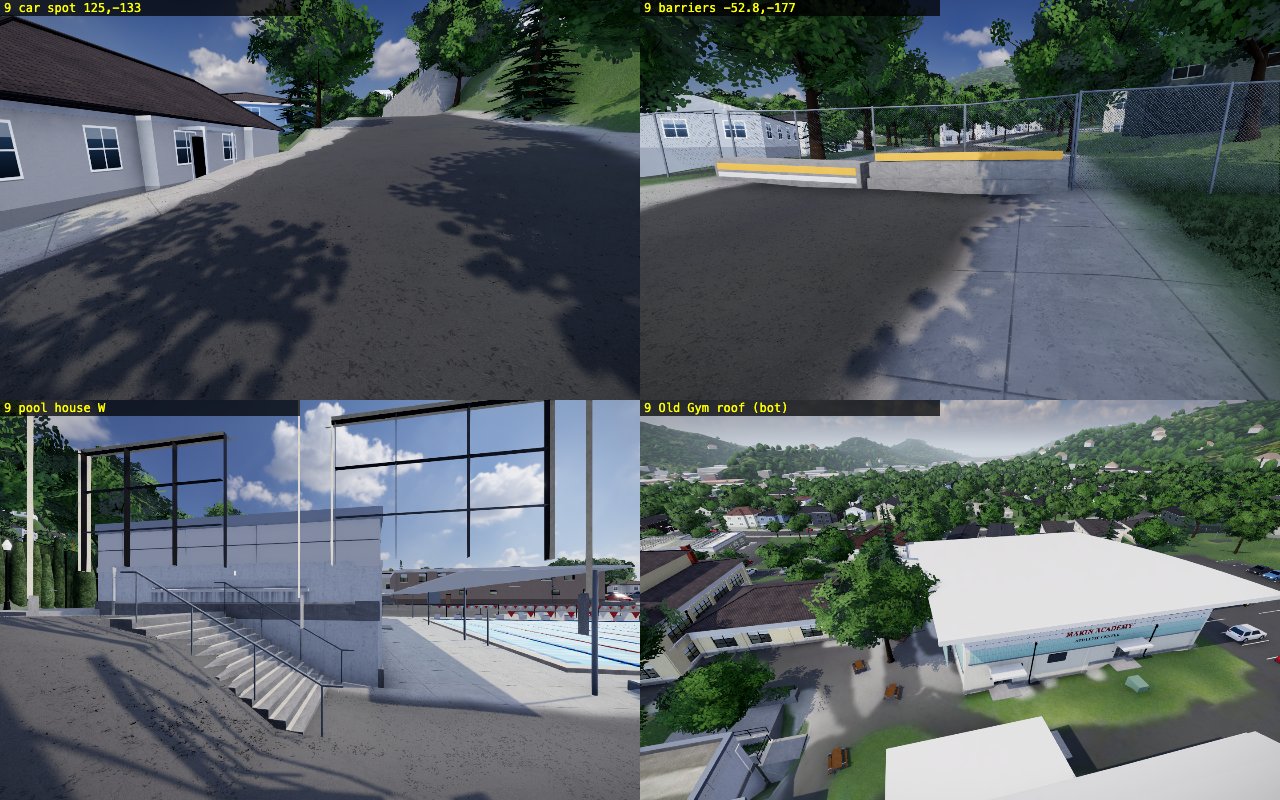 9 car spot 125,-133
9 barriers -52.8,-177
9 pool house W
9 Old Gym roof (bot)
MARIN ACADEMY
ATHLETIC CENTER